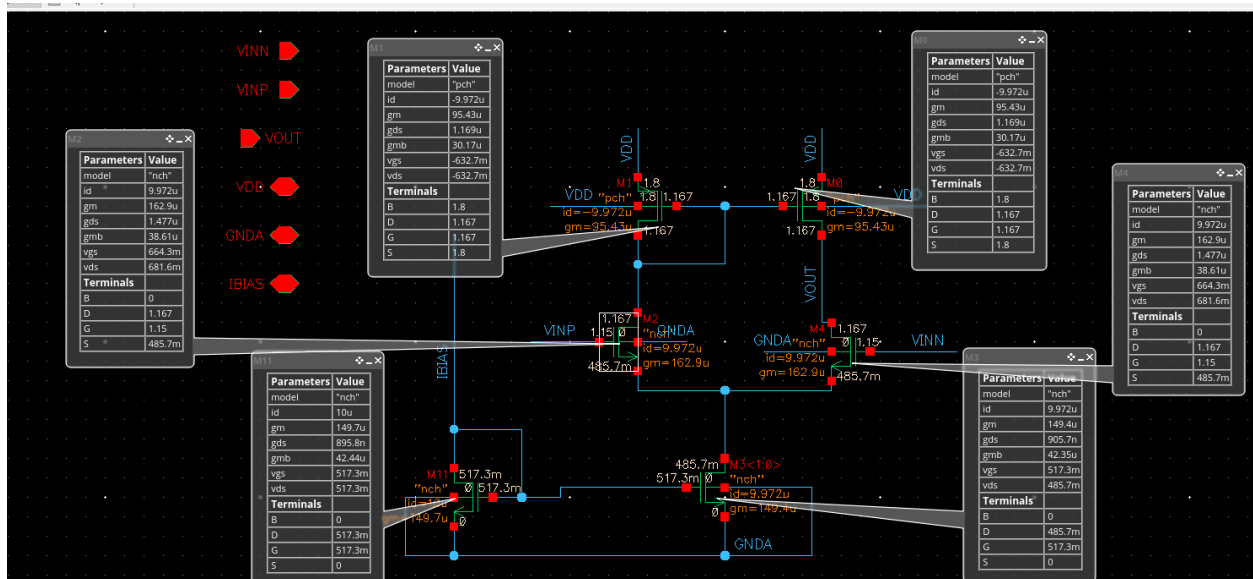 VINN
VINP
VOUT
VDD
GNDA
IBIAS
M1
Parameters Value
model "pch"
id -9.972u
gm 95.43u
gds 1.169u
gmb 30.17u
vgs -632.7m
vds -632.7m
Terminals
B 1.8
D 1.167
G 1.167
S 1.8
M0
Parameters Value
model "pch"
id -9.972u
gm 95.43u
gds 1.169u
gmb 30.17u
vgs -632.7m
vds -632.7m
Terminals
B 1.8
D 1.167
G 1.167
S 1.8
M2
Parameters Value
model "nch"
id 9.972u
gm 162.9u
gds 1.477u
gmb 38.61u
vgs 664.3m
vds 681.6m
Terminals
B 0
D 1.167
G 1.15
S 485.7m
M4
Parameters Value
model "nch"
id 9.972u
gm 162.9u
gds 1.477u
gmb 38.61u
vgs 664.3m
vds 681.6m
Terminals
B 0
D 1.167
G 1.15
S 485.7m
M11
Parameters Value
model "nch"
id 10u
gm 149.7u
gds 895.8n
gmb 42.44u
vgs 517.3m
vds 517.3m
Terminals
B 0
D 517.3m
G 517.3m
S 0
M3
Parameters Value
model "nch"
id 9.972u
gm 149.4u
gds 905.7n
gmb 42.35u
vgs 517.3m
vds 485.7m
Terminals
B 0
D 485.7m
G 517.3m
S 0
VDD
VDD
1.8
M1
VDD "pch"
1.8
1.167
id=-9.972u
gm=95.43u
1.167
1.8
M0
1.167
1.8
id=-9.972u
gm=95.43u
1.167
VOUT
1.167
M2
VINP
1.15
0
GNDA
"nch"
id=9.972u
gm=162.9u
485.7m
1.167
M4
GNDA "nch"
0
1.15
VINN
id=9.972u
gm=162.9u
485.7m
IBIAS
M11
517.3m
"nch"
0
517.3m
id=10u
gm=149.7u
0
485.7m
M3<1:0>
517.3m
0
"nch"
id=9.972u
gm=149.4u
0
GNDA